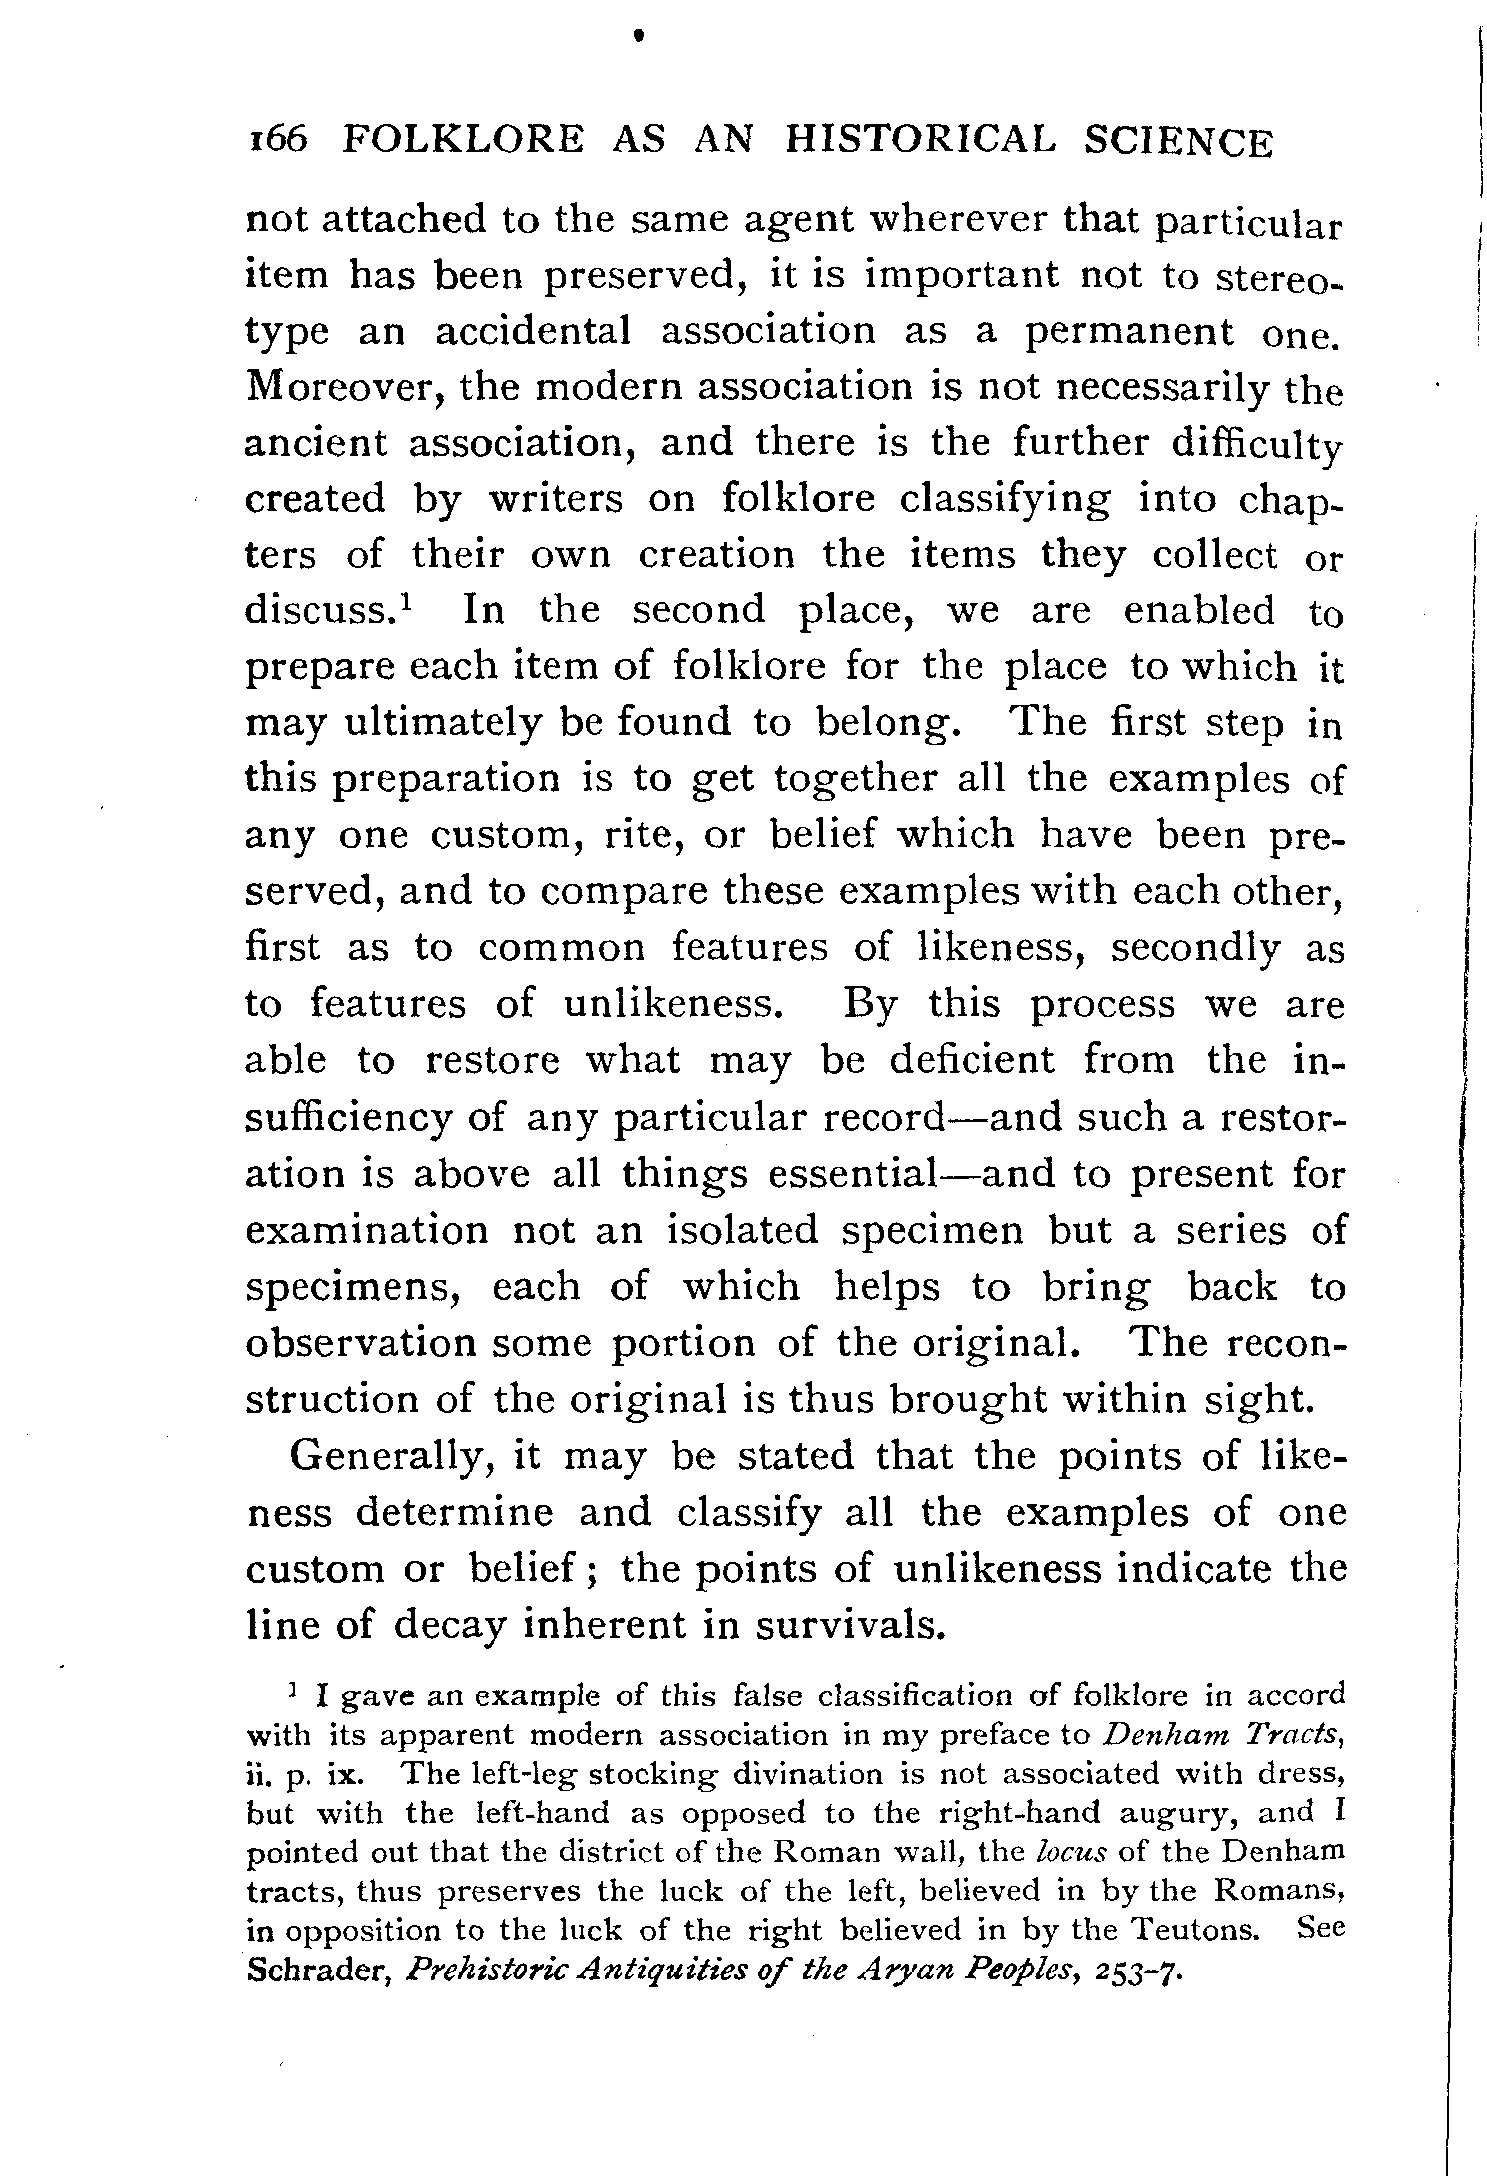 166 FOLKLORE AS AN HISTORICAL SCIENCE
not attached to the same agent wherever that particular
item has been preserved, it is important not to stereo-
type an accidental association as a permanent one.
Moreover, the modern association is not necessarily the
ancient association, and there is the further difficulty
created by writers on folklore classifying into chap-
ters of their own creation the items they collect or
discuss.¹ In the second place, we are enabled to
prepare each item of folklore for the place to which it
may ultimately be found to belong. The first step in
this preparation is to get together all the examples of
any one custom, rite, or belief which have been pre-
served, and to compare these examples with each other,
first as to common features of likeness, secondly as
to features of unlikeness. By this process we are
able to restore what may be deficient from the in-
sufficiency of any particular record—and such a restor-
ation is above all things essential—and to present for
examination not an isolated specimen but a series of
specimens, each of which helps to bring back to
observation some portion of the original. The recon-
struction of the original is thus brought within sight.
Generally, it may be stated that the points of like-
ness determine and classify all the examples of one
custom or belief; the points of unlikeness indicate the
line of decay inherent in survivals.
¹ I gave an example of this false classification of folklore in accord
with its apparent modern association in my preface to Denham Tracts,
ii. p. ix. The left-leg stocking divination is not associated with dress,
but with the left-hand as opposed to the right-hand augury, and I
pointed out that the district of the Roman wall, the locus of the Denham
tracts, thus preserves the luck of the left, believed in by the Romans,
in opposition to the luck of the right believed in by the Teutons. See
Schrader, Prehistoric Antiquities of the Aryan Peoples, 253-7.